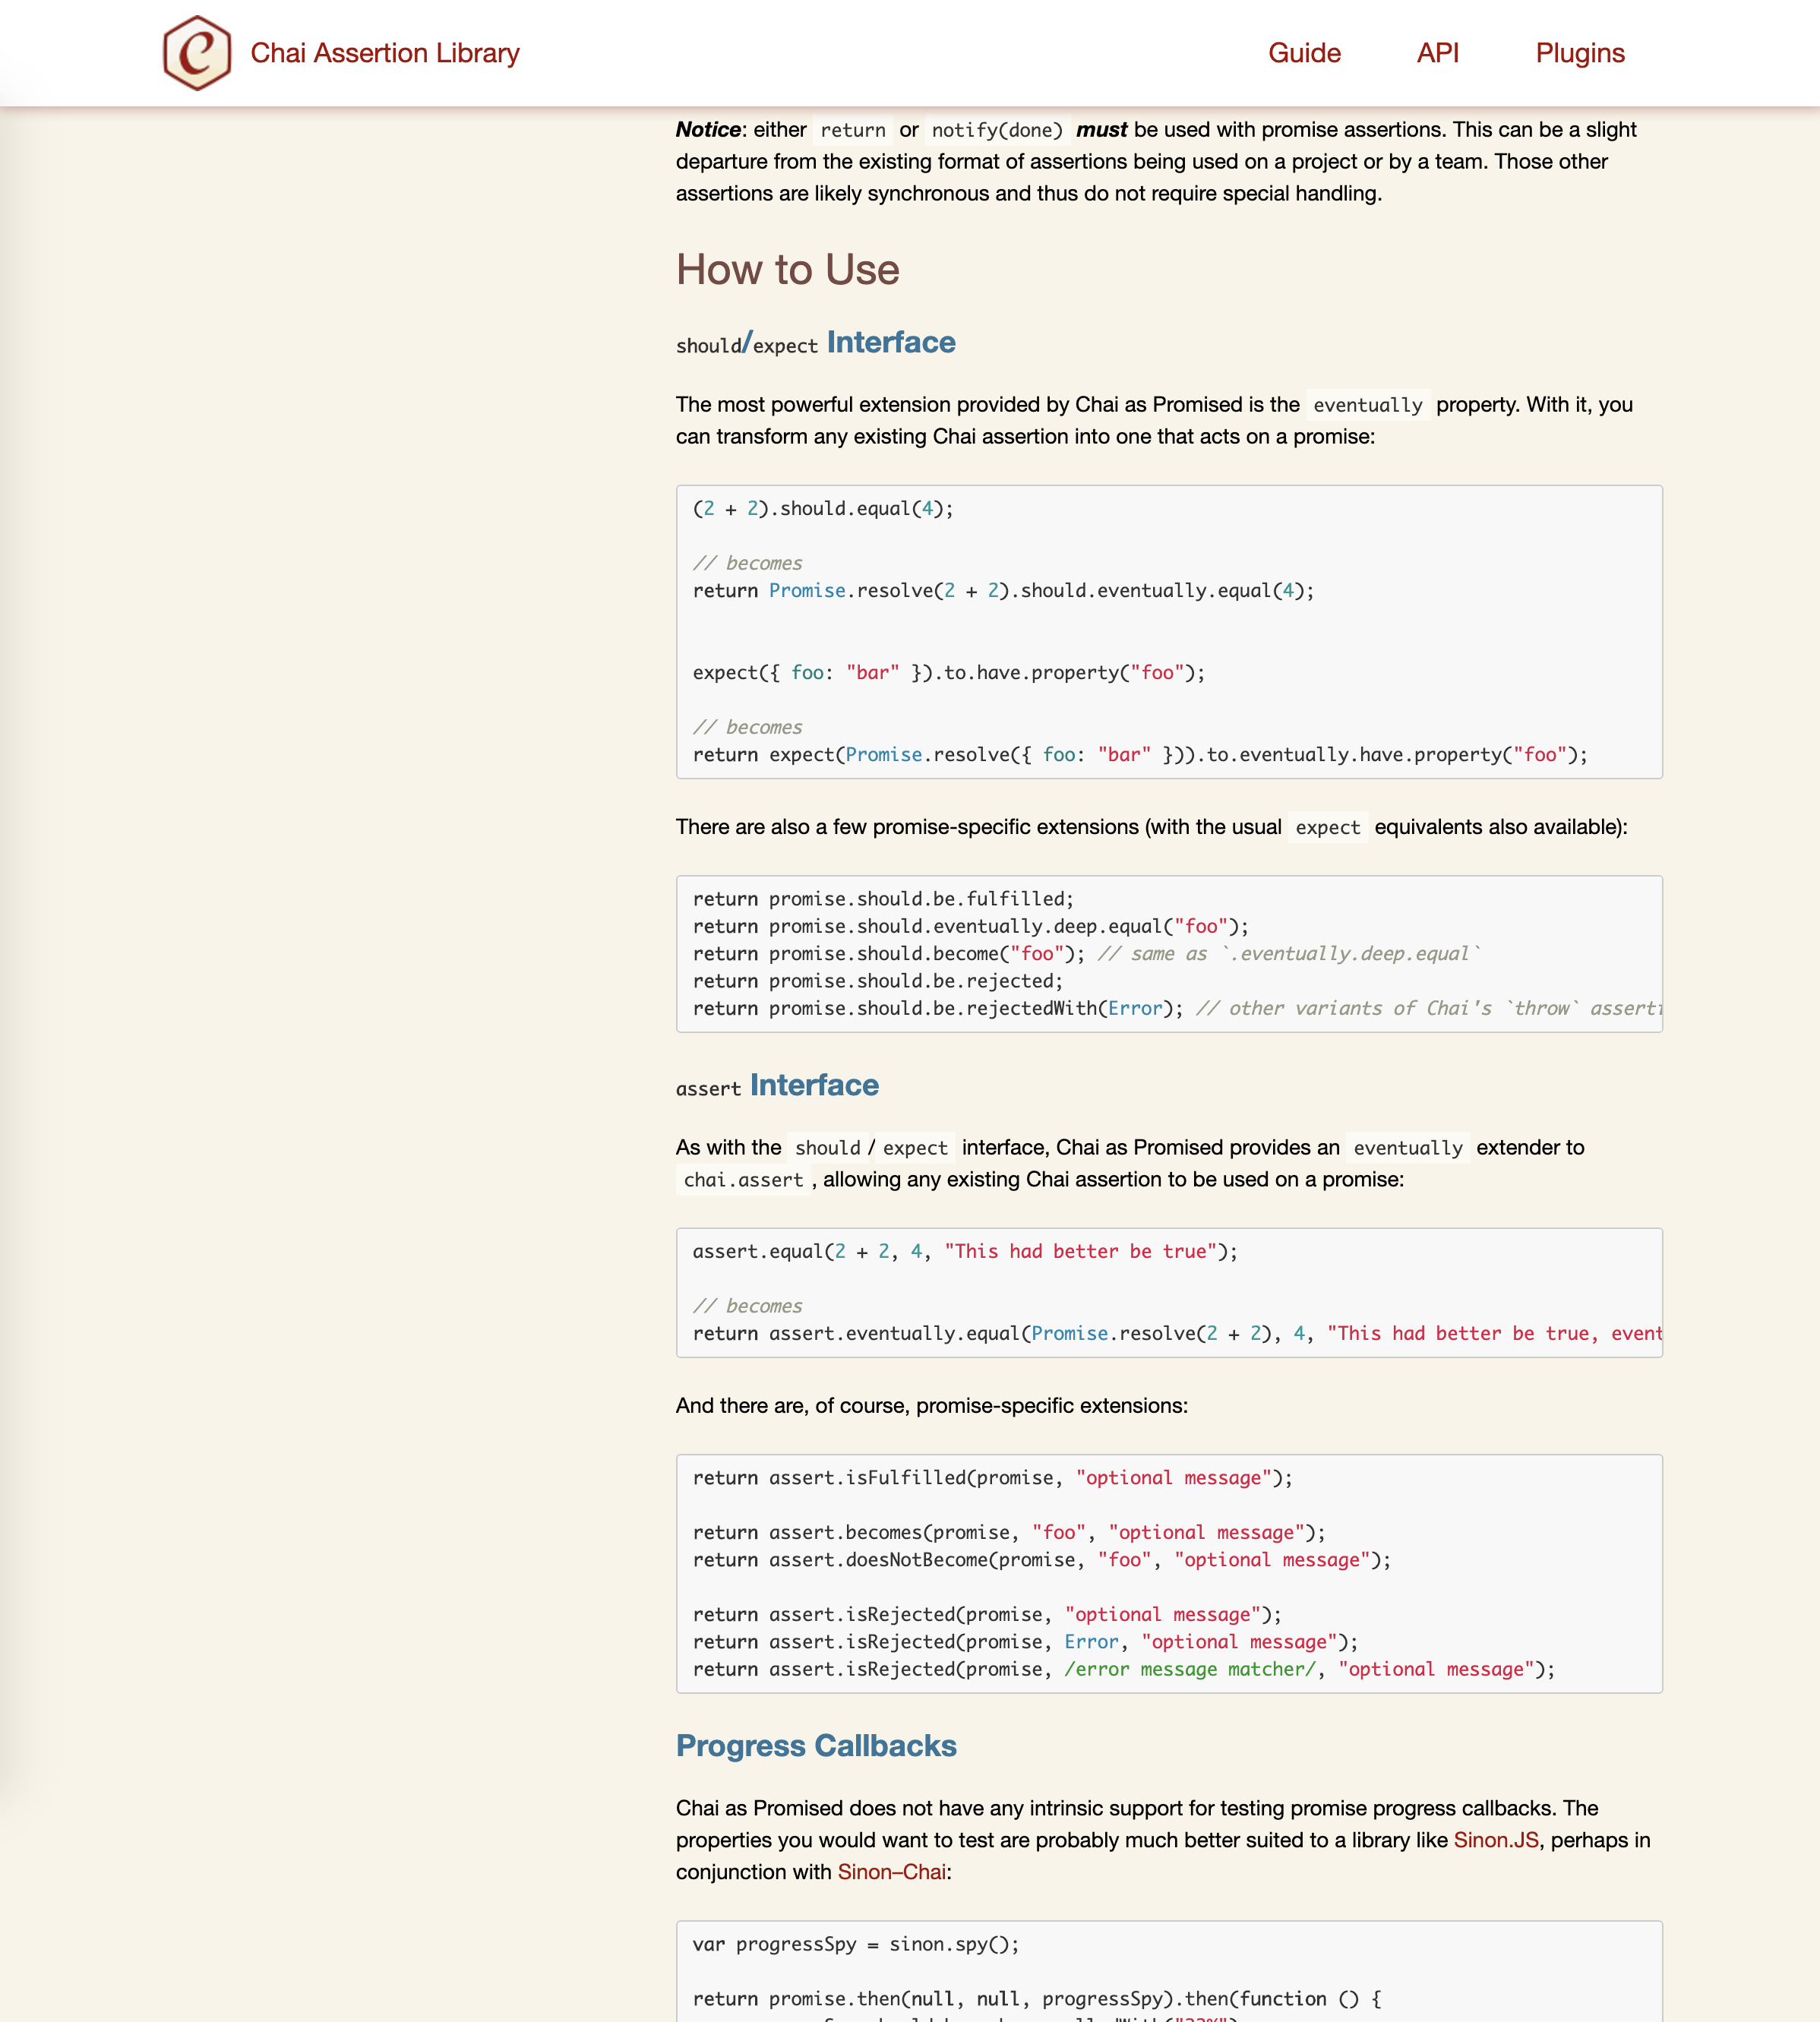 Chai Assertion Library
Guide API Plugins
Notice: either return or notify(done) must be used with promise assertions. This can be a slight
departure from the existing format of assertions being used on a project or by a team. Those other
assertions are likely synchronous and thus do not require special handling.
How to Use
should/expect Interface
The most powerful extension provided by Chai as Promised is the eventually property. With it, you
can transform any existing Chai assertion into one that acts on a promise:
(2 + 2).should.equal(4);
// becomes
return Promise.resolve(2 + 2).should.eventually.equal(4);
expect({ foo: "bar" }).to.have.property("foo");
// becomes
return expect(Promise.resolve({ foo: "bar" })).to.eventually.have.property("foo");
There are also a few promise-specific extensions (with the usual expect equivalents also available):
return promise.should.be.fulfilled;
return promise.should.eventually.deep.equal("foo");
return promise.should.become("foo"); // same as `.eventually.deep.equal`
return promise.should.be.rejected;
return promise.should.be.rejectedWith(Error); // other variants of Chai's `throw` asserti
assert Interface
As with the should / expect interface, Chai as Promised provides an eventually extender to
chai.assert , allowing any existing Chai assertion to be used on a promise:
assert.equal(2 + 2, 4, "This had better be true");
// becomes
return assert.eventually.equal(Promise.resolve(2 + 2), 4, "This had better be true, event
And there are, of course, promise-specific extensions:
return assert.isFulfilled(promise, "optional message");
return assert.becomes(promise, "foo", "optional message");
return assert.doesNotBecome(promise, "foo", "optional message");
return assert.isRejected(promise, "optional message");
return assert.isRejected(promise, Error, "optional message");
return assert.isRejected(promise, /error message matcher/, "optional message");
Progress Callbacks
Chai as Promised does not have any intrinsic support for testing promise progress callbacks. The
properties you would want to test are probably much better suited to a library like Sinon.JS, perhaps in
conjunction with Sinon–Chai:
var progressSpy = sinon.spy();
return promise.then(null, null, progressSpy).then(function () {